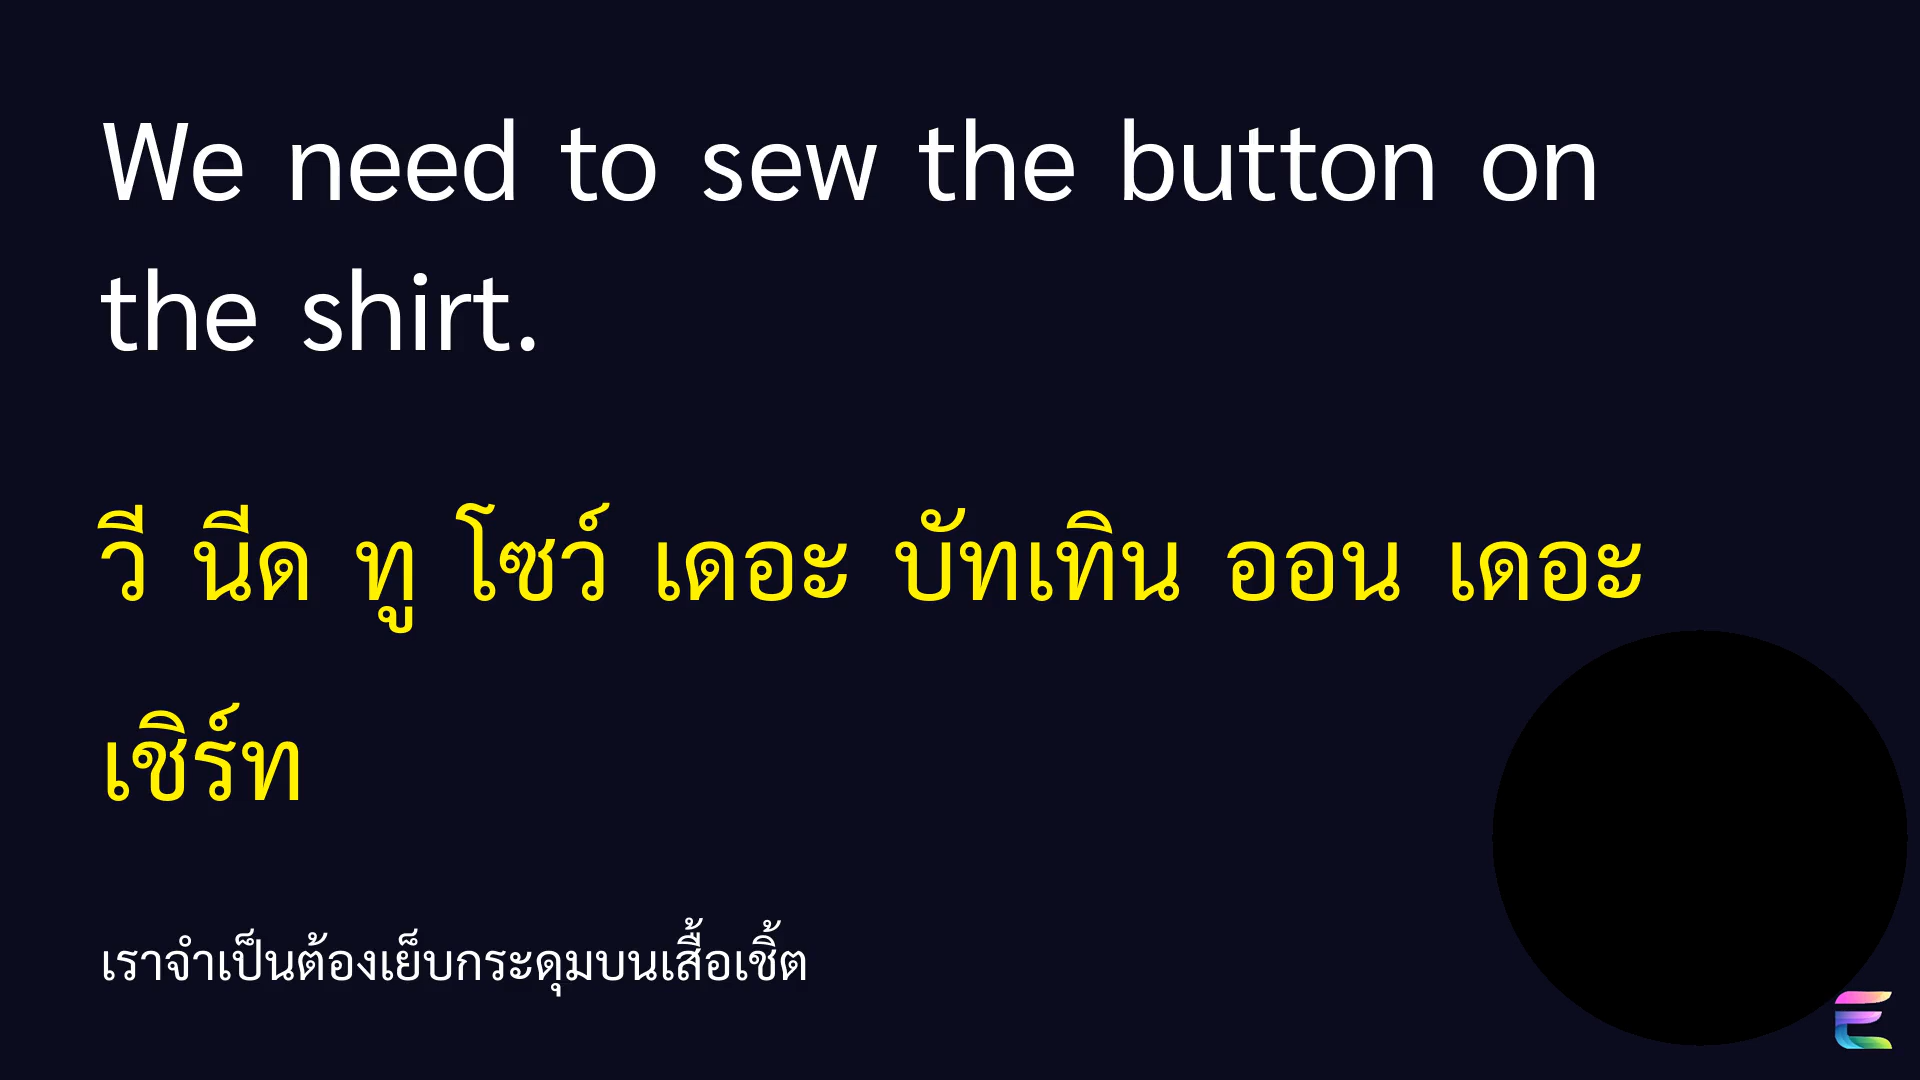 We need to sew the button on
the shirt.
วี นีด ทู โซว์ เดอะ บัทเทิน ออน เดอะ
เชิร์ท
เราจำเป็นต้องเย็บกระดุมบนเสื้อเชิ้ต